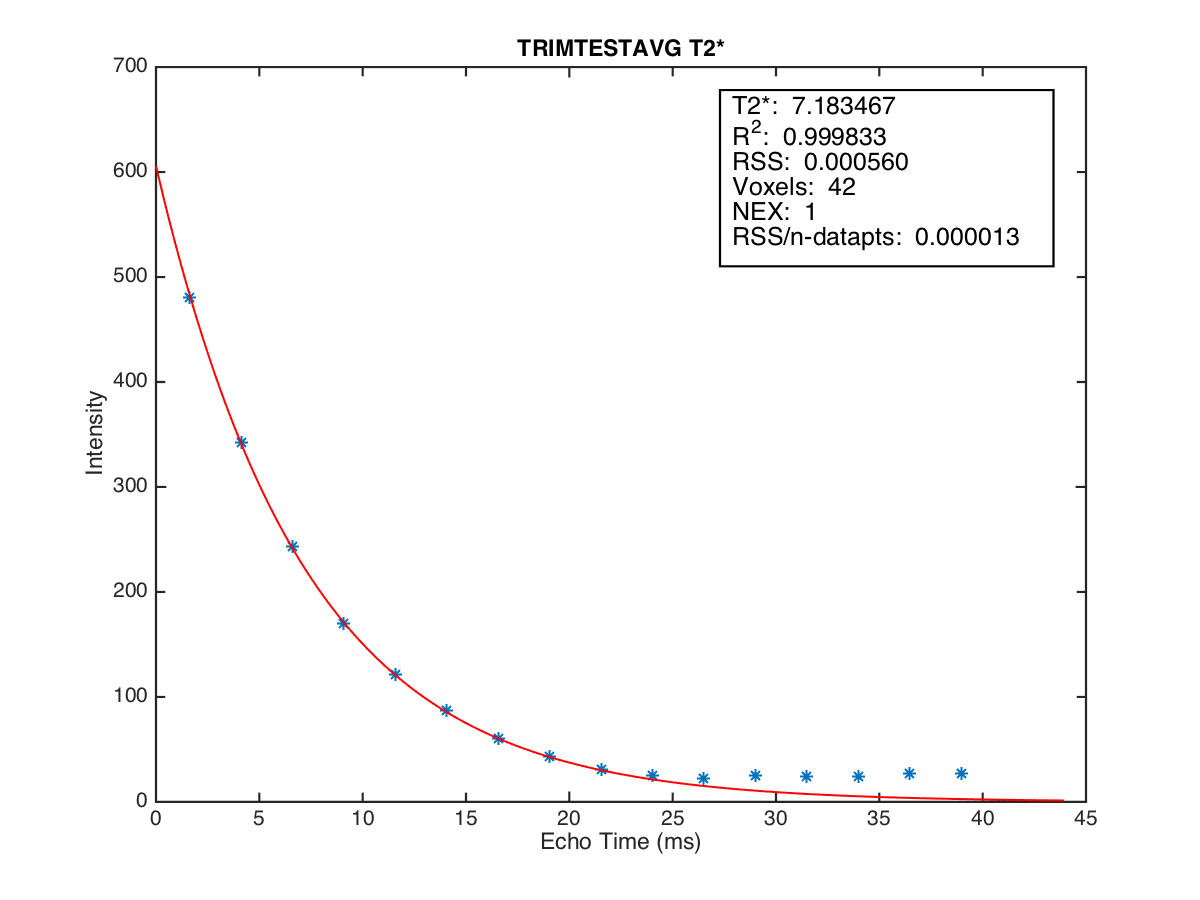 TRIMTESTAVG T2*
700
600
500
400
300
200
100
0
Intensity
T2*: 7.183467
R²: 0.999833
RSS: 0.000560
Voxels: 42
NEX: 1
RSS/n-datapts: 0.000013
0 5 10 15 20 25 30 35 40 45
Echo Time (ms)